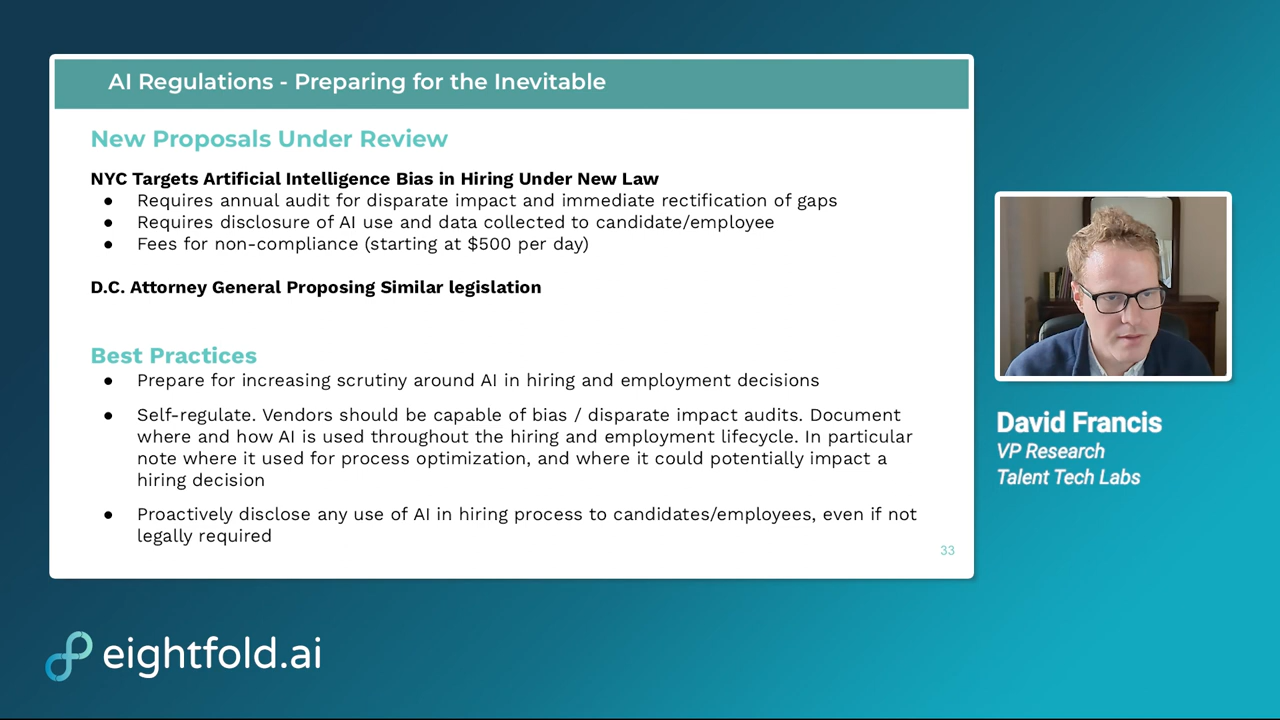 AI Regulations - Preparing for the Inevitable
New Proposals Under Review
NYC Targets Artificial Intelligence Bias in Hiring Under New Law
● Requires annual audit for disparate impact and immediate rectification of gaps
● Requires disclosure of AI use and data collected to candidate/employee
● Fees for non-compliance (starting at $500 per day)
D.C. Attorney General Proposing Similar legislation
Best Practices
● Prepare for increasing scrutiny around AI in hiring and employment decisions
● Self-regulate. Vendors should be capable of bias / disparate impact audits. Document
where and how AI is used throughout the hiring and employment lifecycle. In particular
note where it used for process optimization, and where it could potentially impact a
hiring decision
● Proactively disclose any use of AI in hiring process to candidates/employees, even if not
legally required
33
David Francis
VP Research
Talent Tech Labs
eightfold.ai